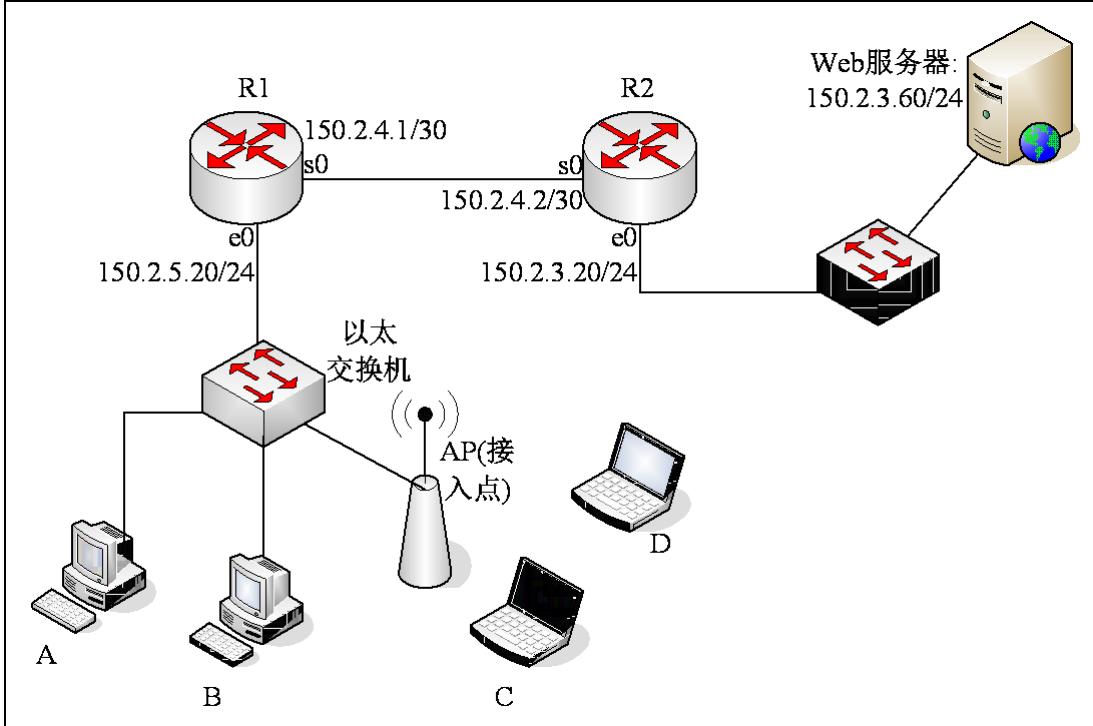 R1
R2
Web服务器:
150.2.3.60/24
150.2.4.1/30
s0
s0
150.2.4.2/30
e0
150.2.5.20/24
e0
150.2.3.20/24
以太
交换机
AP(接
入点)
A
B
C
D